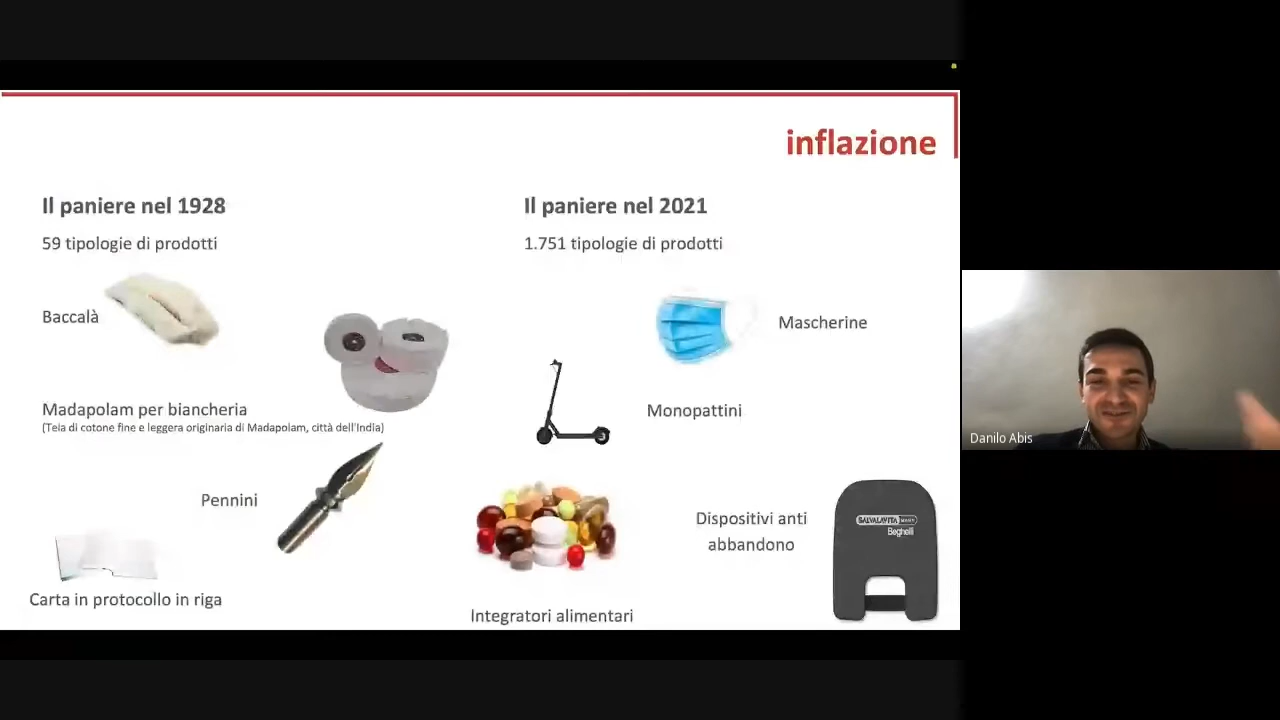 inflazione
Il paniere nel 1928
59 tipologie di prodotti
Baccalà
Madapolam per biancheria
(Tela di cotone fine e leggera originaria di Madapolam, città dell'India)
Pennini
Carta in protocollo in riga
Il paniere nel 2021
1.751 tipologie di prodotti
Mascherine
Monopattini
Integratori alimentari
Dispositivi anti
abbandono
SALVALAVITA
Beghelli
Danilo Abis